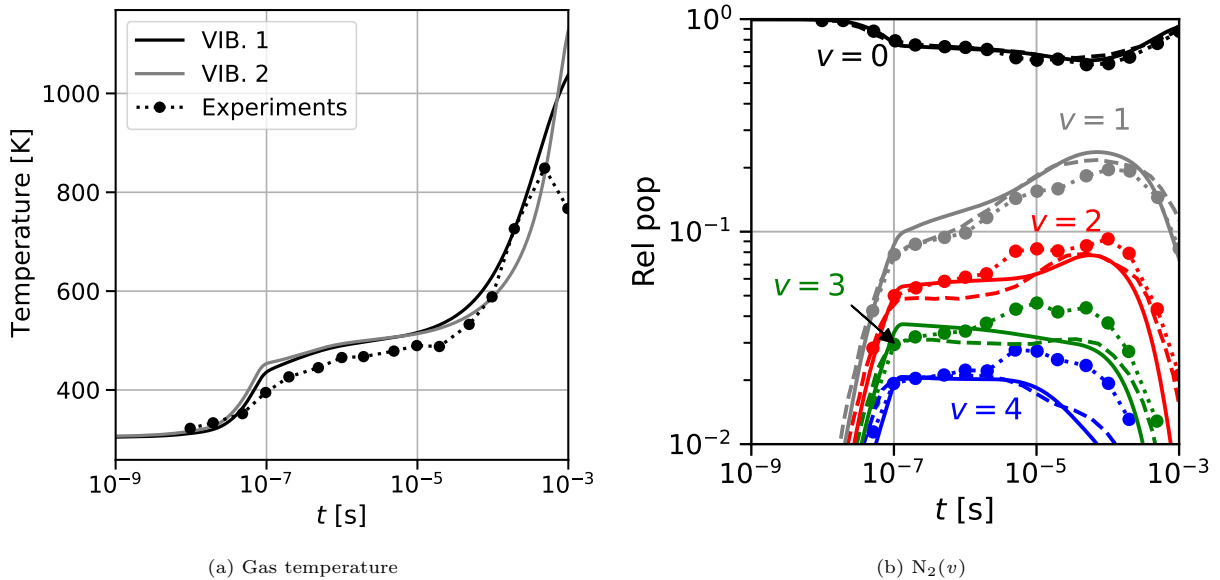 VIB. 1
VIB. 2
Experiments
Temperature [K]
1000
800
600
400
10⁻⁹
10⁻⁷
10⁻⁵
10⁻³
t [s]
(a) Gas temperature
Rel pop
10⁰
10⁻¹
10⁻²
v = 0
v = 1
v = 2
v = 3
v = 4
10⁻⁹
10⁻⁷
10⁻⁵
10⁻³
t [s]
(b) N₂(v)